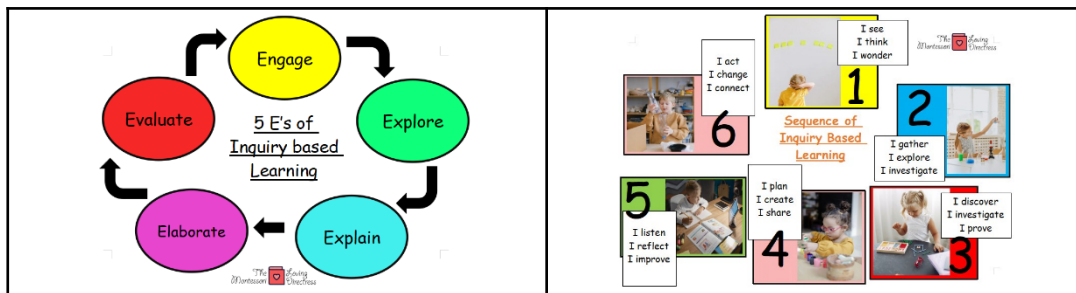 Engage
Explore
Explain
Elaborate
Evaluate
5 E's of
Inquiry based
Learning
The Loving
Montessori Directress
The Loving
Montessori Directress
Sequence of
Inquiry Based
Learning
1
I see
I think
I wonder
2
I gather
I explore
I investigate
3
I discover
I investigate
I prove
4
I plan
I create
I share
5
I listen
I reflect
I improve
6
I act
I change
I connect